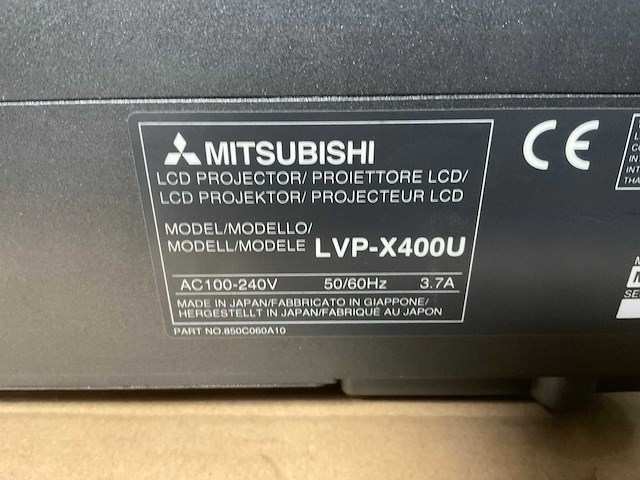 MITSUBISHI
LCD PROJECTOR/ PROIETTORE LCD/
LCD PROJEKTOR/ PROJECTEUR LCD
MODEL/MODELLO/
MODELL/MODELE LVP-X400U
AC100-240V 50/60Hz 3.7A
MADE IN JAPAN/FABBRICATO IN GIAPPONE/
HERGESTELLT IN JAPAN/FABRIQUÉ AU JAPON
PART NO.850C060A10
CE